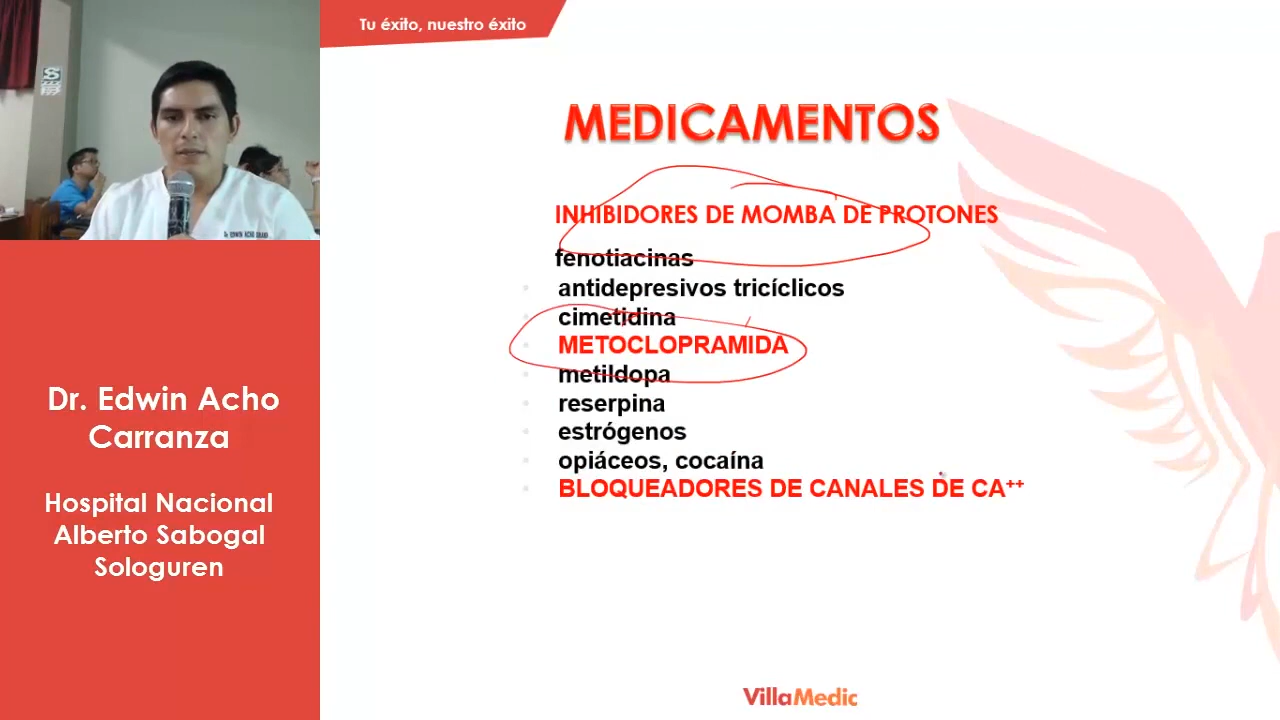 Tu éxito, nuestro éxito
MEDICAMENTOS
INHIBIDORES DE MOMBA DE PROTONES
fenotiacinas
antidepresivos tricíclicos
cimetidina
METOCLOPRAMIDA
metildopa
reserpina
estrógenos
opiáceos, cocaína
BLOQUEADORES DE CANALES DE CA++
Dr. Edwin Acho
Carranza
Hospital Nacional
Alberto Sabogal
Sologuren
VillaMedic